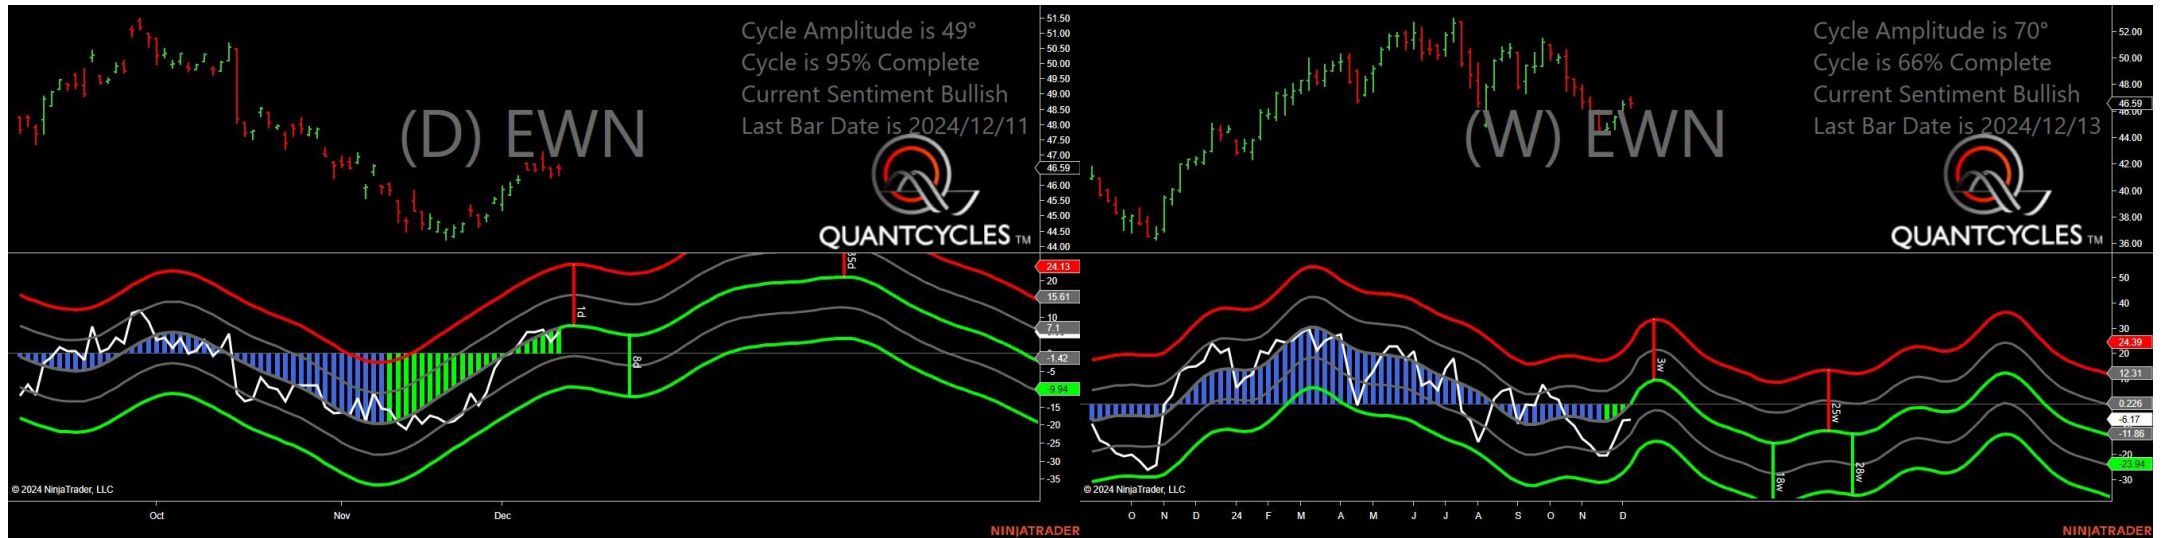 Cycle Amplitude is 49°
Cycle is 95% Complete
Current Sentiment Bullish
Last Bar Date is 2024/12/11
(D) EWN
QUANTCYCLES TM
51.50
51.00
50.50
50.00
49.50
49.00
48.50
48.00
47.50
47.00
46.59
46.00
45.50
45.00
44.50
44.00
1d
8d
35d
24.13
20
15.61
10
7.1
-1.42
-5
-9.94
-15
-20
-25
-30
-35
© 2024 NinjaTrader, LLC
Oct Nov Dec
NINJATRADER
Cycle Amplitude is 70°
Cycle is 66% Complete
Current Sentiment Bullish
Last Bar Date is 2024/12/13
(W) EWN
QUANTCYCLES TM
52.00
50.00
48.00
46.59
46.00
44.00
42.00
40.00
38.00
36.00
3w
18w
25w
28w
50
40
30
24.39
20
12.31
0.226
-6.17
-11.86
-20
-23.94
-30
© 2024 NinjaTrader, LLC
O N D 24 F M A M J J A S O N D
NINJATRADER